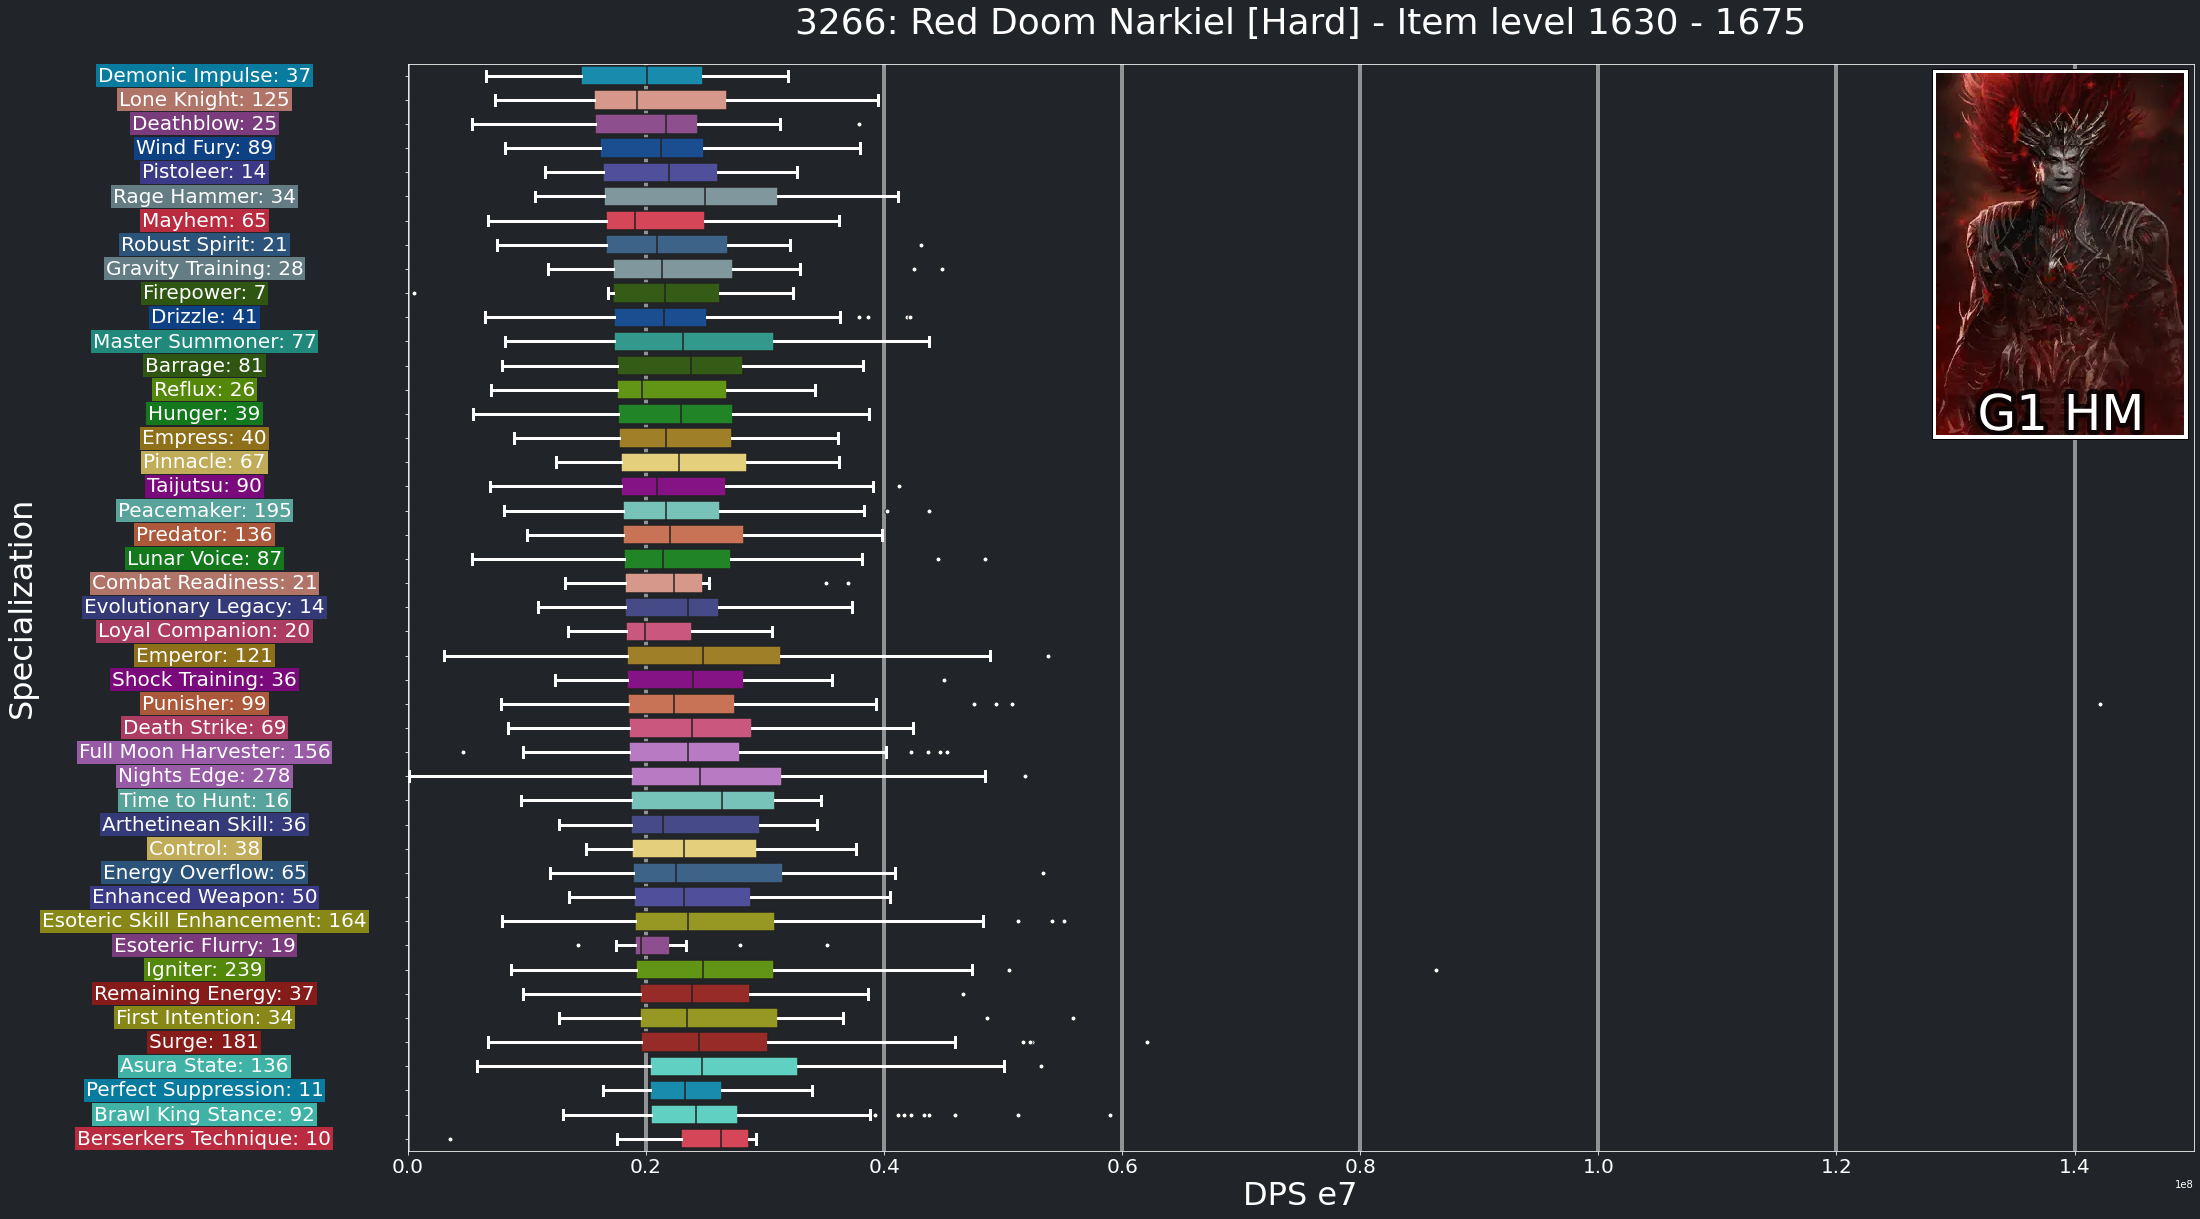 3266: Red Doom Narkiel [Hard] - Item level 1630 - 1675
Demonic Impulse: 37
Lone Knight: 125
Deathblow: 25
Wind Fury: 89
Pistoleer: 14
Rage Hammer: 34
Mayhem: 65
Robust Spirit: 21
Gravity Training: 28
Firepower: 7
Drizzle: 41
Master Summoner: 77
Barrage: 81
Reflux: 26
Hunger: 39
Empress: 40
Pinnacle: 67
Taijutsu: 90
Peacemaker: 195
Predator: 136
Lunar Voice: 87
Combat Readiness: 21
Evolutionary Legacy: 14
Loyal Companion: 20
Emperor: 121
Shock Training: 36
Punisher: 99
Death Strike: 69
Full Moon Harvester: 156
Nights Edge: 278
Time to Hunt: 16
Arthetinean Skill: 36
Control: 38
Energy Overflow: 65
Enhanced Weapon: 50
Esoteric Skill Enhancement: 164
Esoteric Flurry: 19
Igniter: 239
Remaining Energy: 37
First Intention: 34
Surge: 181
Asura State: 136
Perfect Suppression: 11
Brawl King Stance: 92
Berserkers Technique: 10
Specialization
G1 HM
0.0 0.2 0.4 0.6 0.8 1.0 1.2 1.4
1e8
DPS e7